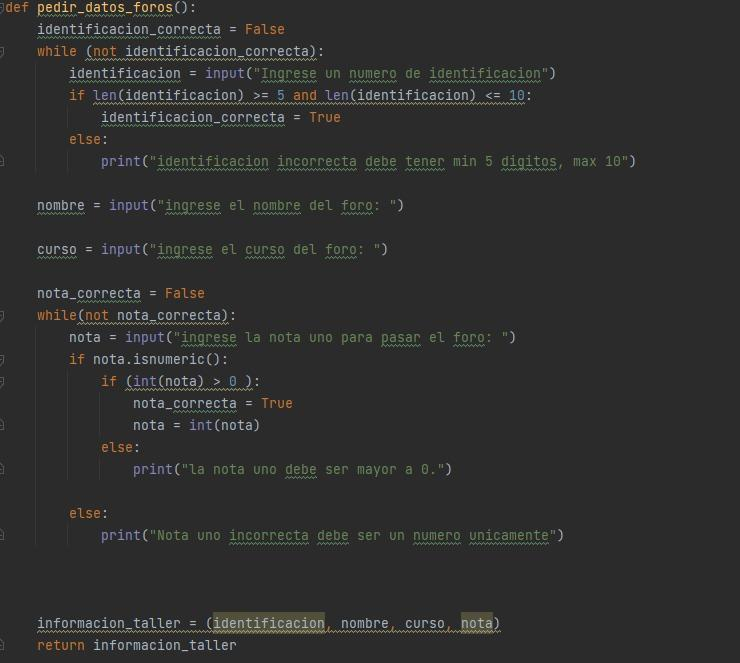 def pedir_datos_foros():
    identificacion_correcta = False
    while (not identificacion_correcta):
        identificacion = input("Ingrese un numero de identificacion")
        if len(identificacion) >= 5 and len(identificacion) <= 10:
            identificacion_correcta = True
        else:
            print("identificacion incorrecta debe tener min 5 digitos, max 10")
    nombre = input("ingrese el nombre del foro: ")
    curso = input("ingrese el curso del foro: ")
    nota_correcta = False
    while(not nota_correcta):
        nota = input("ingrese la nota uno para pasar el foro: ")
        if nota.isnumeric():
            if (int(nota) > 0 ):
                nota_correcta = True
                nota = int(nota)
            else:
                print("la nota uno debe ser mayor a 0.")
        else:
            print("Nota uno incorrecta debe ser un numero unicamente")
    informacion_taller = (identificacion, nombre, curso, nota)
    return informacion_taller